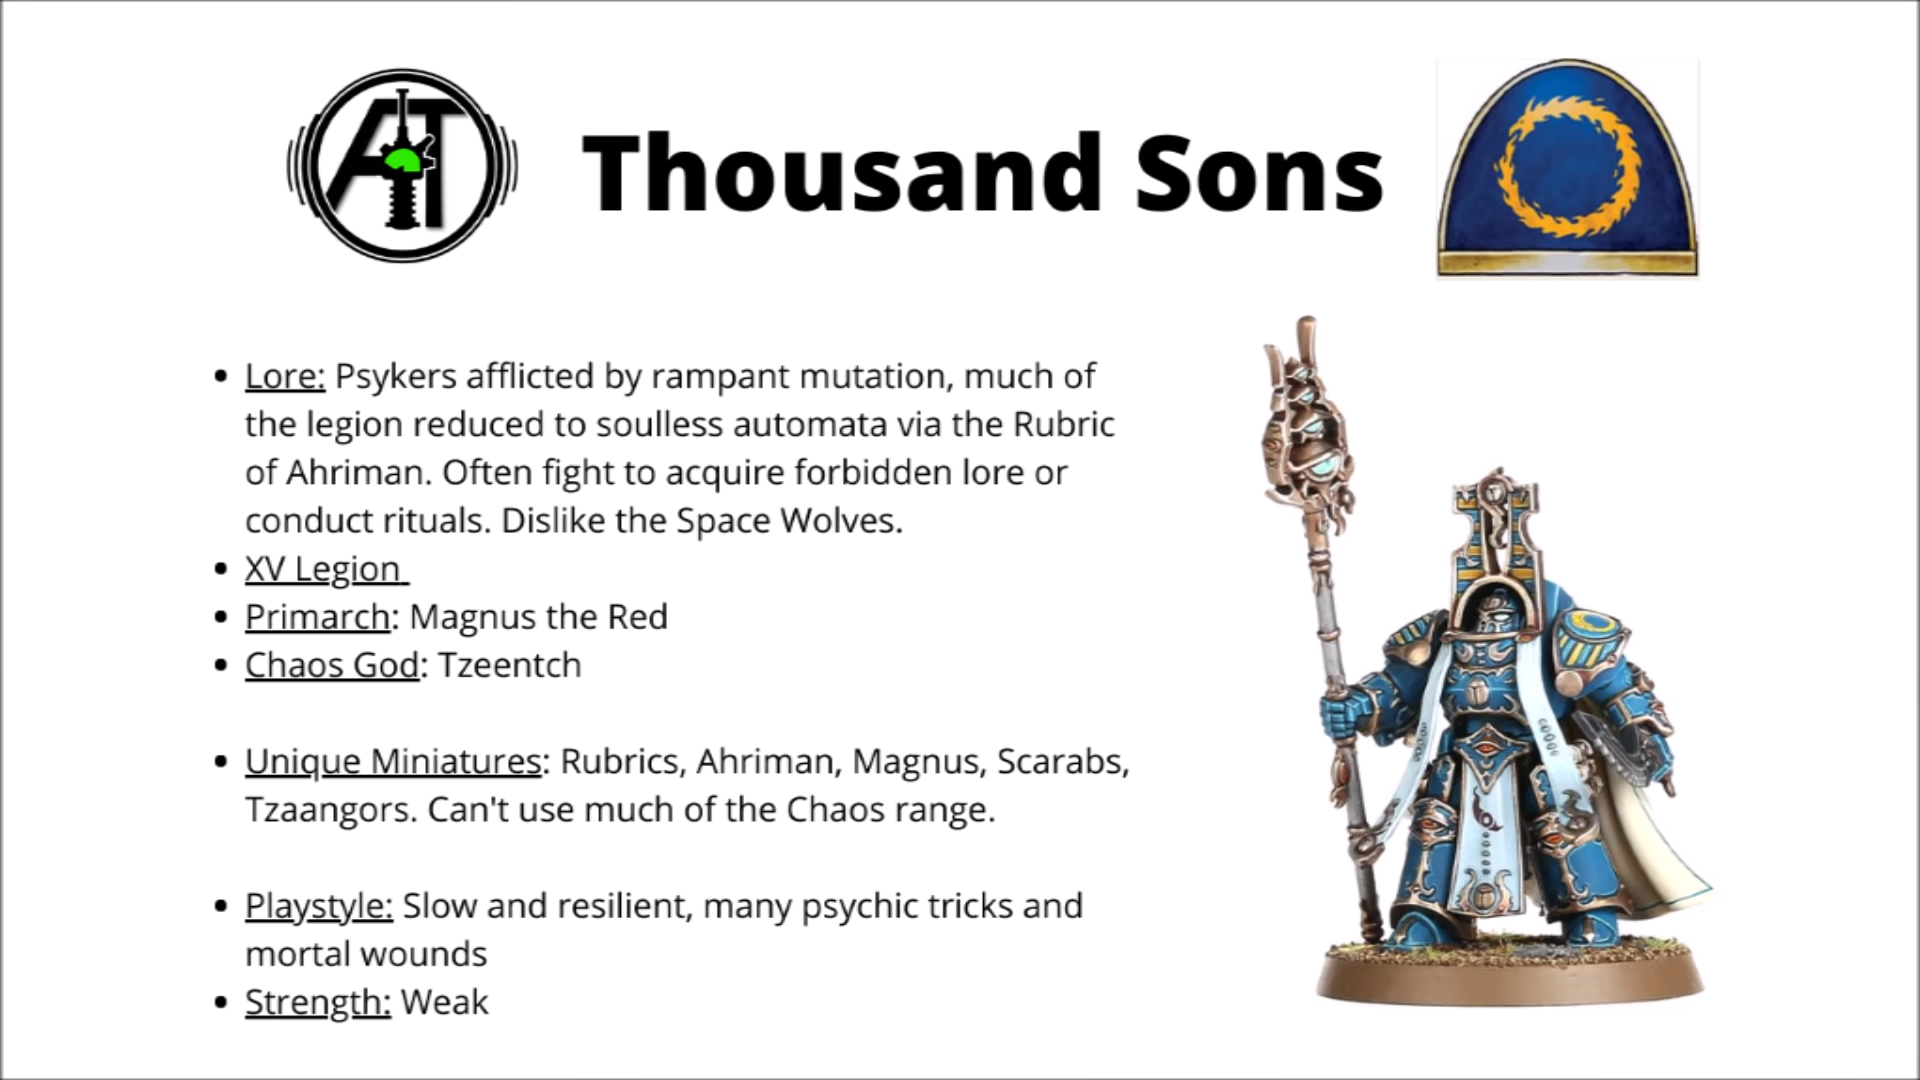 AT
Thousand Sons
Lore: Psykers afflicted by rampant mutation, much of
the legion reduced to soulless automata via the Rubric
of Ahriman. Often fight to acquire forbidden lore or
conduct rituals. Dislike the Space Wolves.
XV Legion
Primarch: Magnus the Red
Chaos God: Tzeentch
Unique Miniatures: Rubrics, Ahriman, Magnus, Scarabs,
Tzaangors. Can't use much of the Chaos range.
Playstyle: Slow and resilient, many psychic tricks and
mortal wounds
Strength: Weak